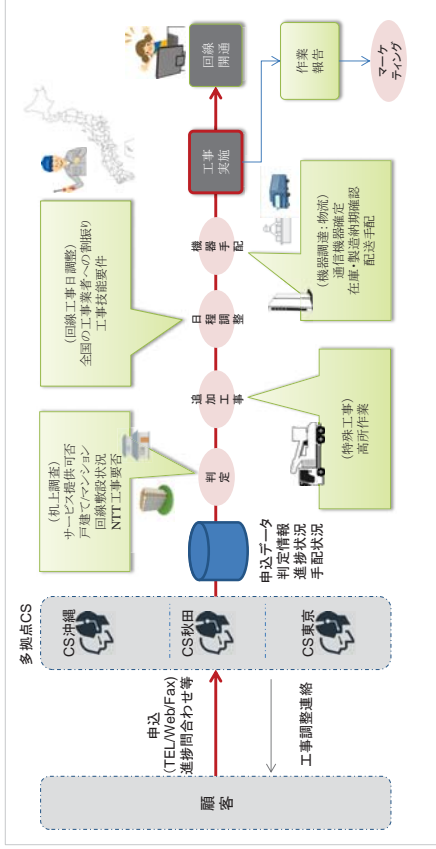 顧客
申込
(TEL/Web/Fax)
進捗問合わせ等
工事調整連絡
多拠点CS
CS沖縄
CS秋田
CS東京
申込データ
判定情報
進捗状況
手配状況
(机上調査)
サービス提供可否
戸建て/マンション
回線敷設状況
NTT工事要否
判定
追加工事
(特殊工事)
高所作業
(回線工事日調整)
全国の工事業者への割振り
工事技能要件
日程調整
機器手配
(機器調達:物流)
通信機器確定
在庫・製造納期確認
配送手配
工事
実施
回線
開通
作業
報告
マーケ
ティング